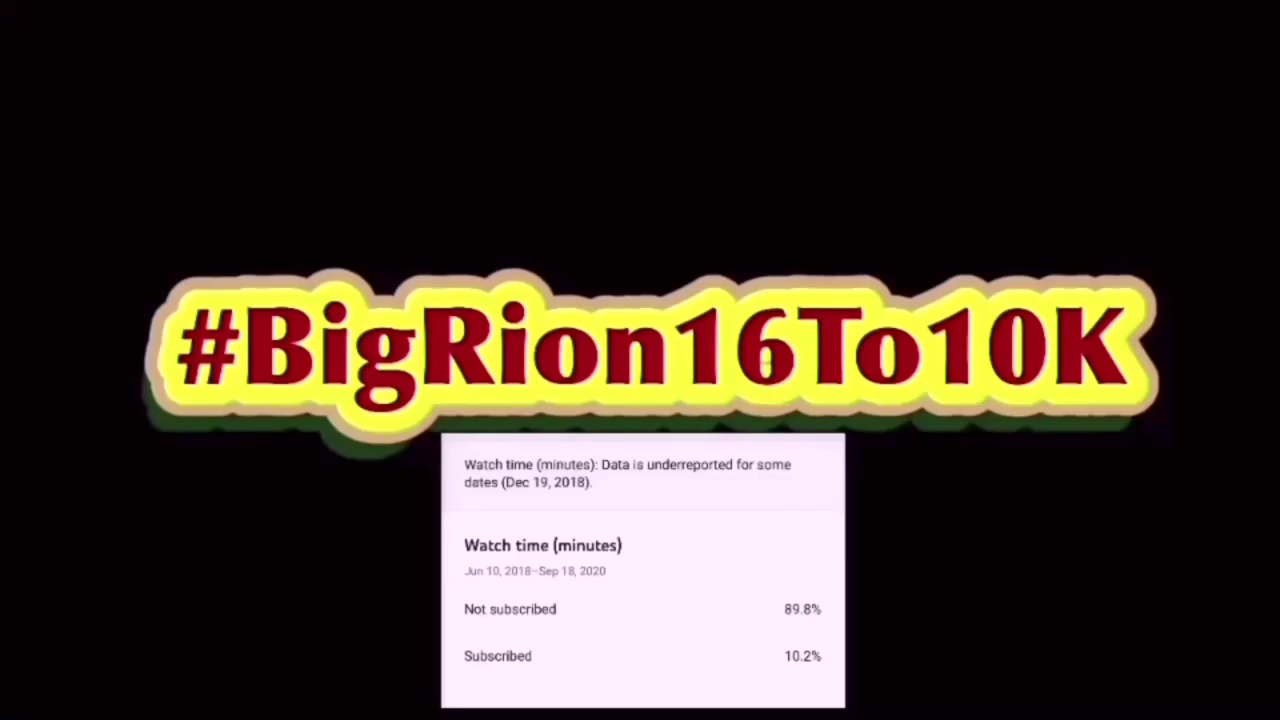 #BigRion16To10K
Watch time (minutes): Data is underreported for some
dates (Dec 19, 2018).
Watch time (minutes)
Jun 10, 2018–Sep 18, 2020
Not subscribed 89.8%
Subscribed 10.2%